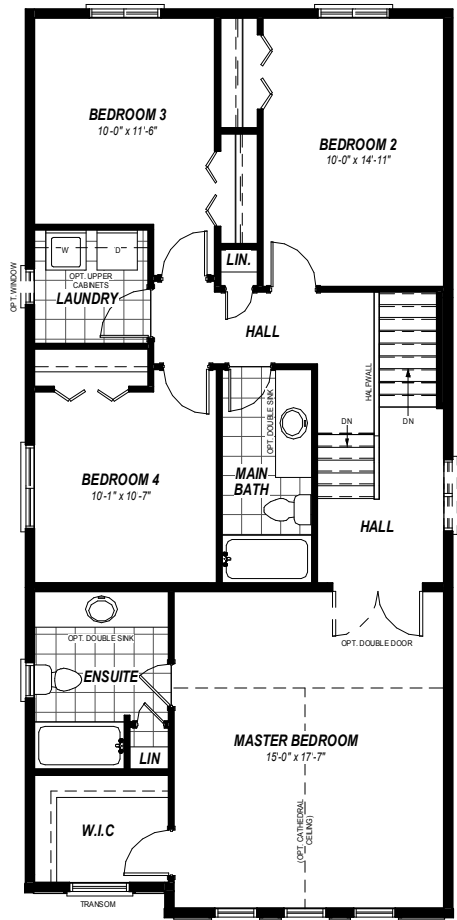 BEDROOM 3
10'-0" x 11'-6"
BEDROOM 2
10'-0" x 14'-11"
LIN.
W
D
OPT. UPPER
CABINETS
LAUNDRY
OPT. WINDOW
HALL
HALFWALL
DN
DN
OPT. DOUBLE SINK
MAIN
BATH
BEDROOM 4
10'-1" x 10'-7"
HALL
OPT. DOUBLE DOOR
OPT. DOUBLE SINK
ENSUITE
LIN
MASTER BEDROOM
15'-0" x 17'-7"
(OPT. CATHEDRAL
CEILING)
W.I.C
TRANSOM